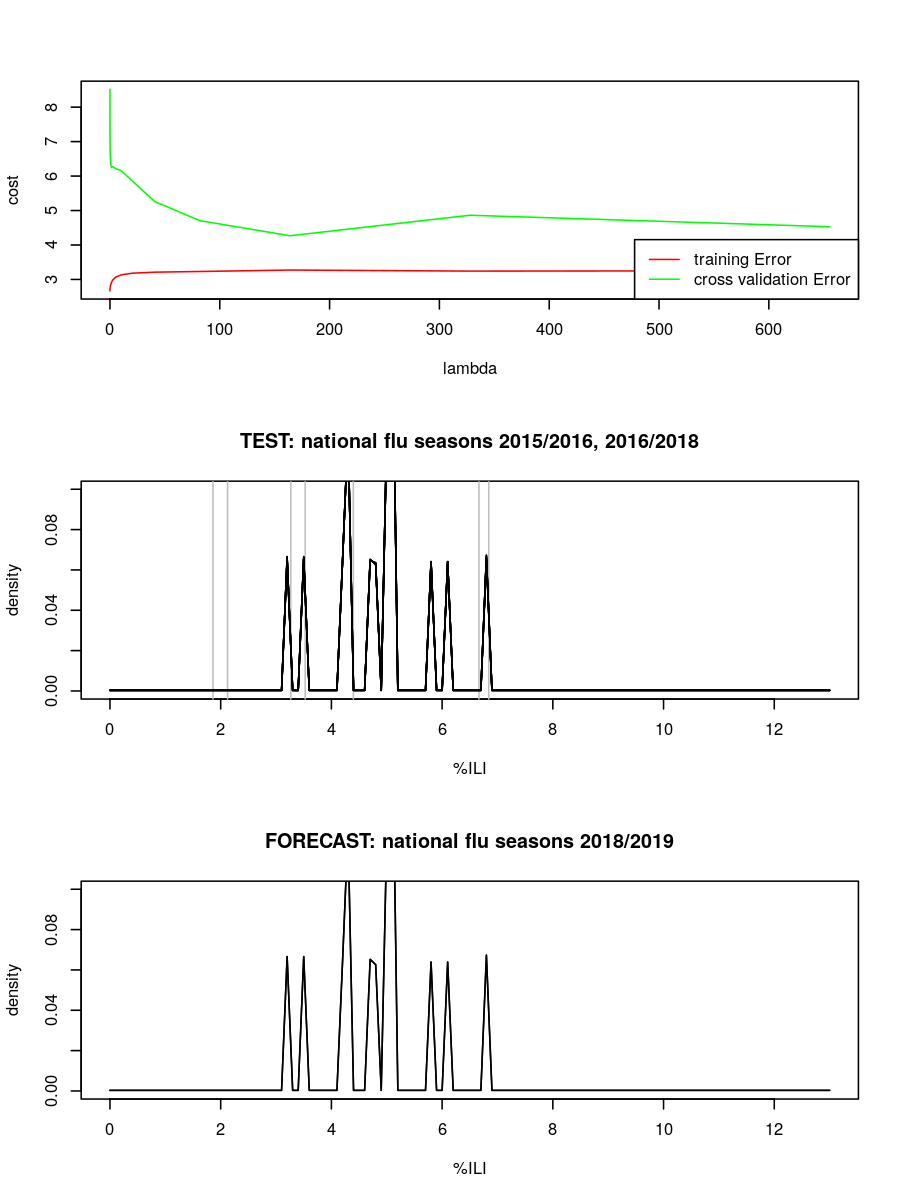 cost
8
7
6
5
4
3
training Error
cross validation Error
0 100 200 300 400 500 600
lambda
TEST: national flu seasons 2015/2016, 2016/2018
density
0.08
0.04
0.00
0 2 4 6 8 10 12
%ILI
FORECAST: national flu seasons 2018/2019
density
0.08
0.04
0.00
0 2 4 6 8 10 12
%ILI